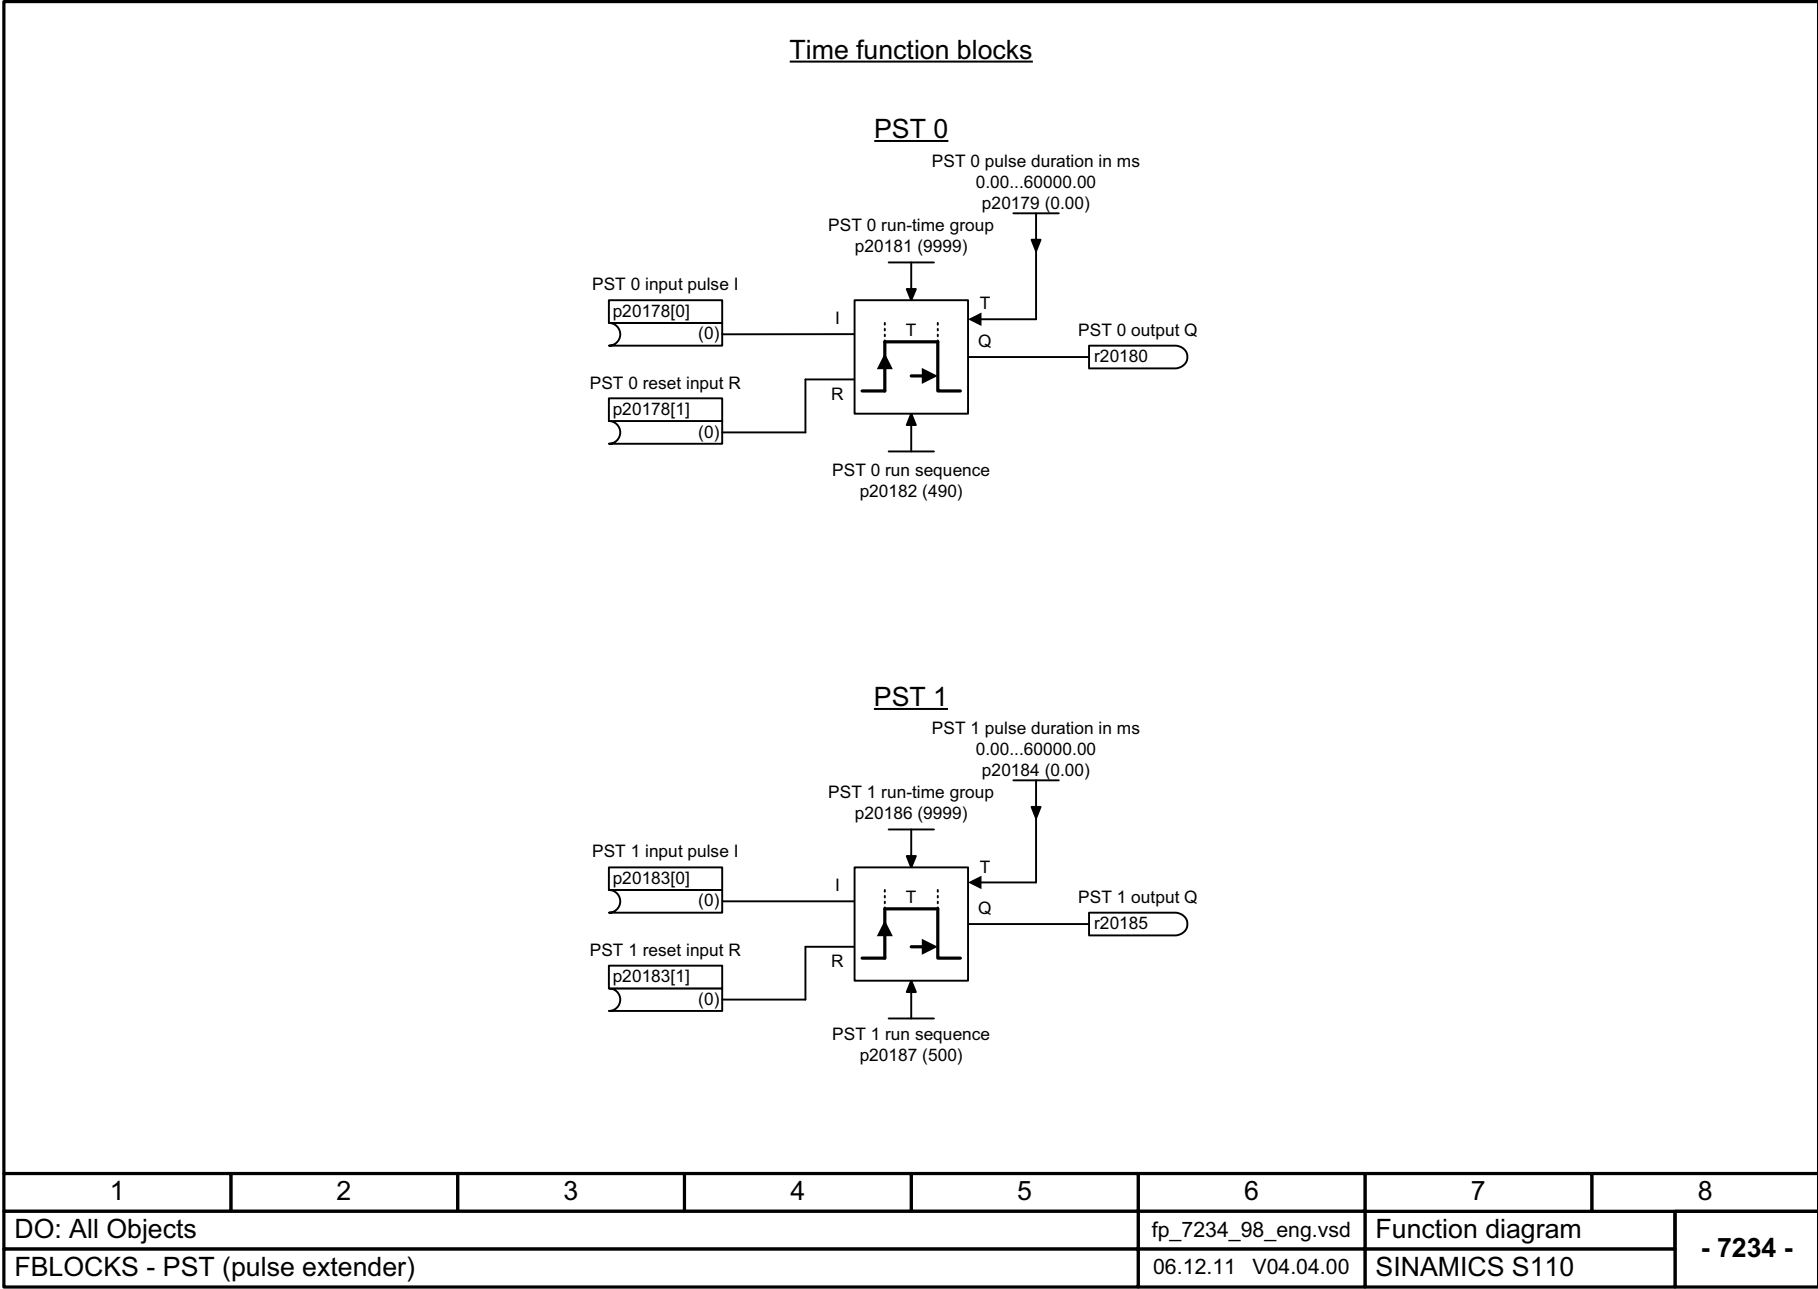 Time function blocks
PST 0
PST 0 pulse duration in ms
0.00...60000.00
p20179 (0.00)
PST 0 run-time group
p20181 (9999)
PST 0 input pulse I
p20178[0]
(0)
I
T
T
Q
PST 0 output Q
r20180
PST 0 reset input R
p20178[1]
(0)
R
PST 0 run sequence
p20182 (490)
PST 1
PST 1 pulse duration in ms
0.00...60000.00
p20184 (0.00)
PST 1 run-time group
p20186 (9999)
PST 1 input pulse I
p20183[0]
(0)
I
T
T
Q
PST 1 output Q
r20185
PST 1 reset input R
p20183[1]
(0)
R
PST 1 run sequence
p20187 (500)
1 2 3 4 5 6 7 8
DO: All Objects
fp_7234_98_eng.vsd
Function diagram
- 7234 -
FBLOCKS - PST (pulse extender)
06.12.11 V04.04.00
SINAMICS S110